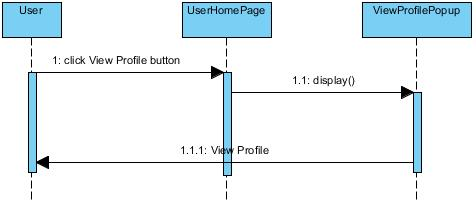 User
UserHomePage
ViewProfilePopup
1: click View Profile button
1.1: display()
1.1.1: View Profile